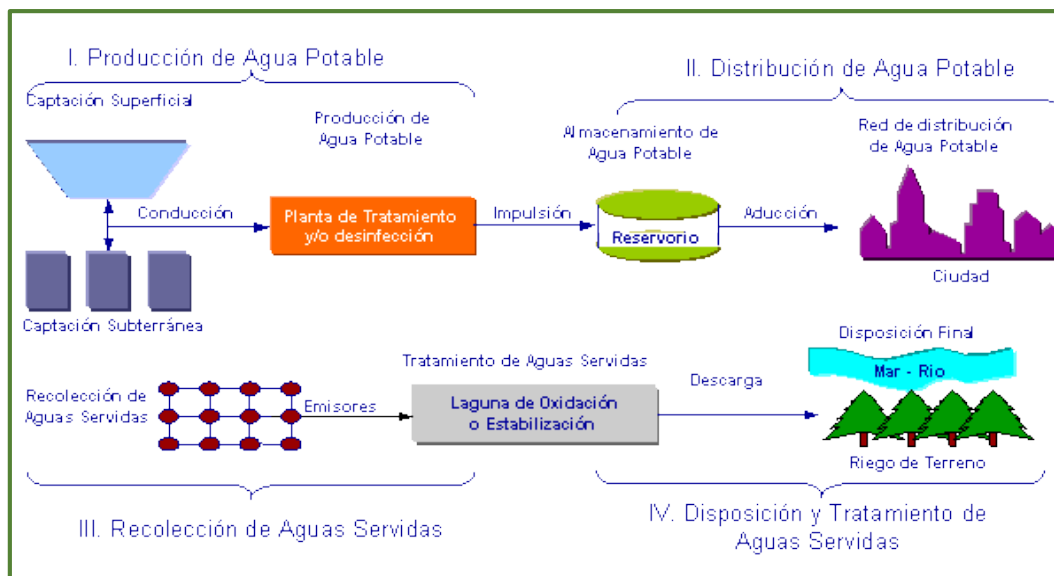 I. Producción de Agua Potable
II. Distribución de Agua Potable
Captación Superficial
Producción de
Agua Potable
Almacenamiento de
Agua Potable
Red de distribución
de Agua Potable
Conducción
Planta de Tratamiento
y/o desinfección
Impulsión
Reservorio
Aducción
Ciudad
Captación Subterránea
Recolección de
Aguas Servidas
Emisores
Tratamiento de Aguas Servidas
Laguna de Oxidación
o Estabilización
Descarga
Disposición Final
Mar - Rio
Riego de Terreno
III. Recolección de Aguas Servidas
IV. Disposición y Tratamiento de
Aguas Servidas